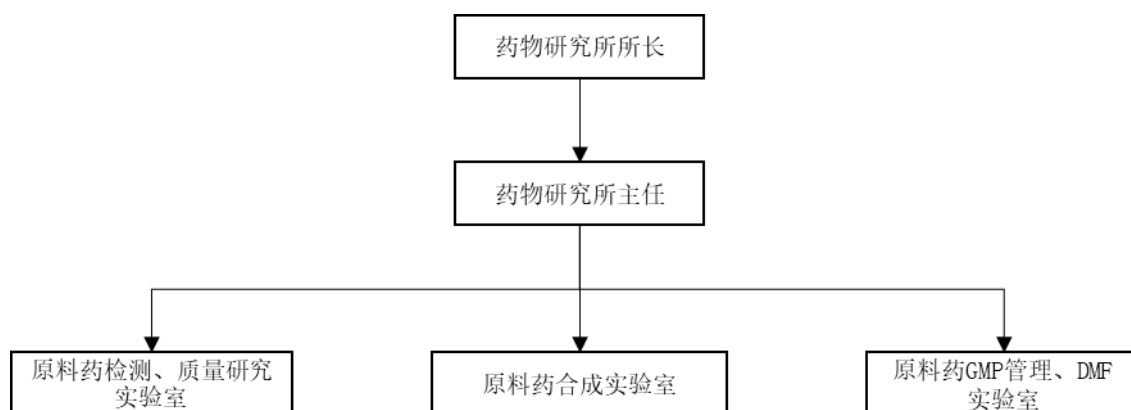 药物研究所所长
药物研究所主任
原料药检测、质量研究
实验室
原料药合成实验室
原料药GMP管理、DMF
实验室